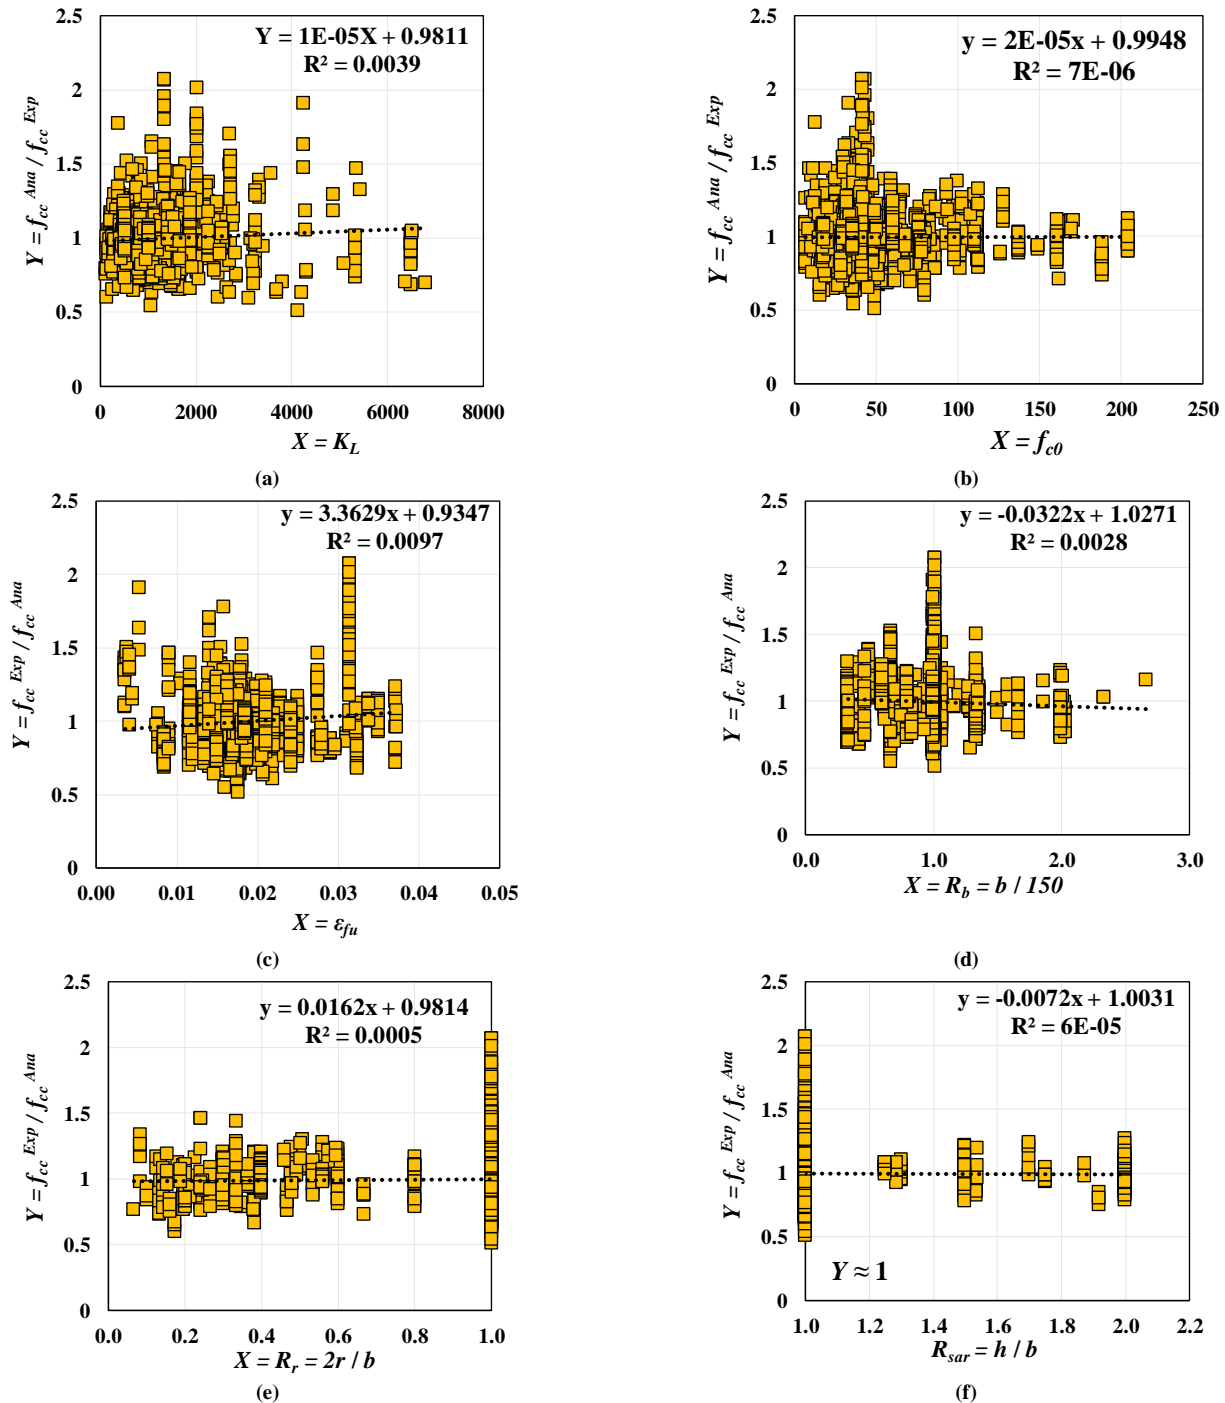 Y = 1E-05X + 0.9811
R² = 0.0039
Y = f_cc^Ana / f_cc^Exp
2.5
2
1.5
1
0.5
0
0 2000 4000 6000 8000
X = K_L
(a)
y = 2E-05x + 0.9948
R² = 7E-06
Y = f_cc^Ana / f_cc^Exp
2.5
2
1.5
1
0.5
0
0 50 100 150 200 250
X = f_c0
(b)
y = 3.3629x + 0.9347
R² = 0.0097
Y = f_cc^Exp / f_cc^Ana
2.5
2
1.5
1
0.5
0
0.00 0.01 0.02 0.03 0.04 0.05
X = ε_fu
(c)
y = -0.0322x + 1.0271
R² = 0.0028
Y = f_cc^Exp / f_cc^Ana
2.5
2
1.5
1
0.5
0
0.0 1.0 2.0 3.0
X = R_b = b / 150
(d)
y = 0.0162x + 0.9814
R² = 0.0005
Y = f_cc^Exp / f_cc^Ana
2.5
2
1.5
1
0.5
0
0.0 0.2 0.4 0.6 0.8 1.0
X = R_r = 2r / b
(e)
y = -0.0072x + 1.0031
R² = 6E-05
Y = f_cc^Exp / f_cc^Ana
2.5
2
1.5
1
0.5
0
Y ≈ 1
1.0 1.2 1.4 1.6 1.8 2.0 2.2
R_sar = h / b
(f)